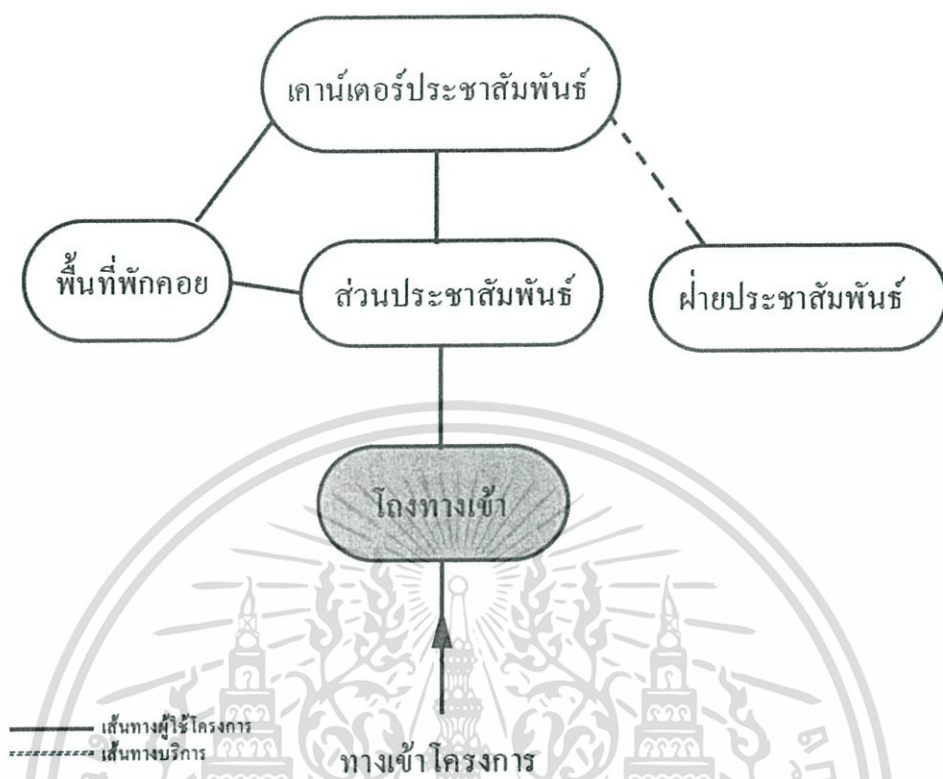 เคาน์เตอร์ประชาสัมพันธ์
พื้นที่พักคอย
ส่วนประชาสัมพันธ์
ฝ่ายประชาสัมพันธ์
โถงทางเข้า
เส้นทางผู้ใช้โครงการ
เส้นทางบริการ
ทางเข้าโครงการ